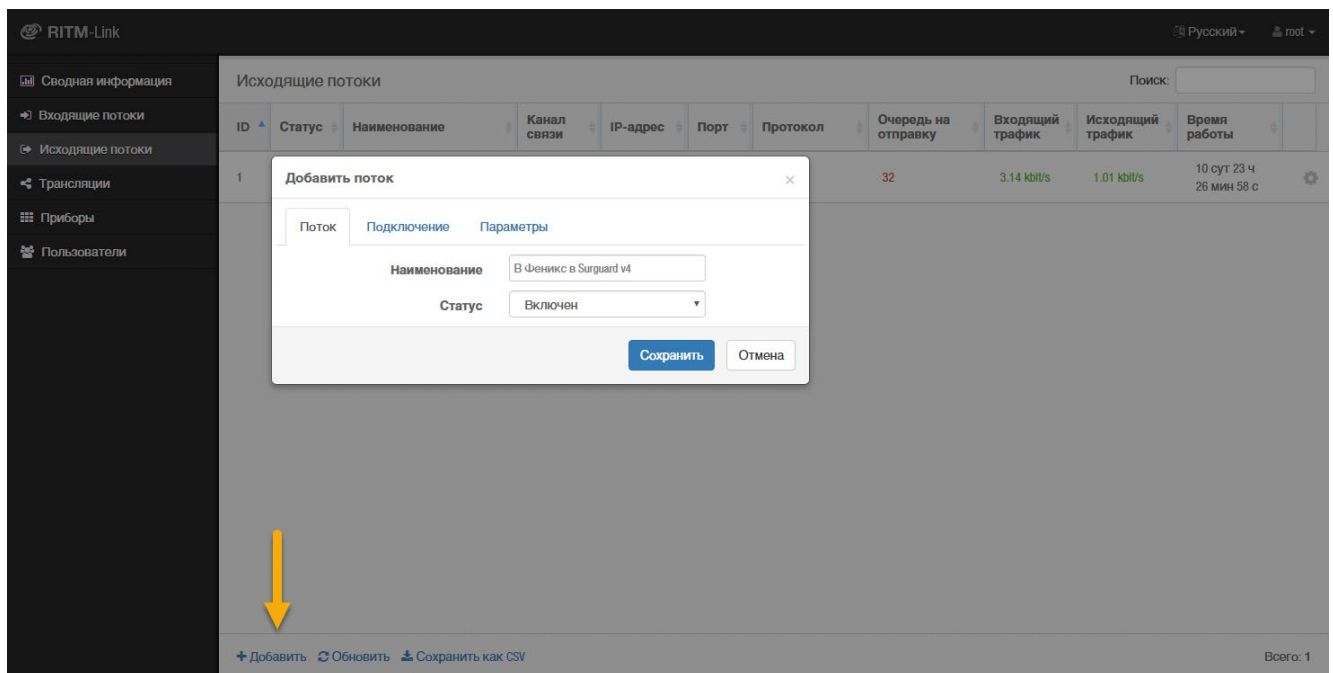 RITM-Link
Русский
root
Сводная информация
Входящие потоки
Исходящие потоки
Трансляции
Приборы
Пользователи
Исходящие потоки
Поиск:
ID Статус Наименование Канал связи IP-адрес Порт Протокол Очередь на отправку Входящий трафик Исходящий трафик Время работы
1 32 3.14 kbit/s 1.01 kbit/s 10 сут 23 ч 26 мин 58 с
Добавить поток ×
Поток Подключение Параметры
Наименование В Феникс в Surguard v4
Статус Включен
Сохранить Отмена
Добавить Обновить Сохранить как CSV
Всего: 1